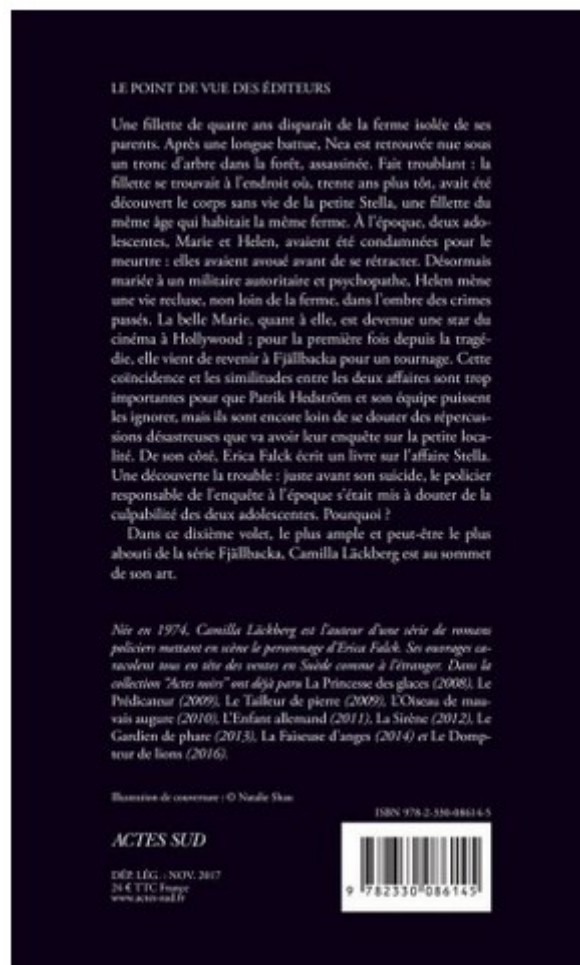 LE POINT DE VUE DES ÉDITEURS
Une fillette de quatre ans disparaît de la ferme isolée de ses
parents. Après une longue battue, Nea est retrouvée nue sous
un tronc d'arbre dans la forêt, assassinée. Fait troublant : la
fillette se trouvait à l'endroit où, trente ans plus tôt, avait été
découvert le corps sans vie de la petite Stella, une fillette du
même âge qui habitait la même ferme. À l'époque, deux ado-
lescentes, Marie et Helen, avaient été condamnées pour le
meurtre : elles avaient avoué avant de se rétracter. Désormais
mariée à un militaire autoritaire et psychopathe, Helen mène
une vie recluse, non loin de la ferme, dans l'ombre des crimes
passés. La belle Marie, quant à elle, est devenue une star du
cinéma à Hollywood ; pour la première fois depuis la tragé-
die, elle vient de revenir à Fjällbacka pour un tournage. Cette
coïncidence et les similitudes entre les deux affaires sont trop
importantes pour que Patrik Hedström et son équipe puissent
les ignorer, mais ils sont encore loin de se douter des répercus-
sions désastreuses que va avoir leur enquête sur la petite loca-
lité. De son côté, Erica Falck écrit un livre sur l'affaire Stella.
Une découverte la trouble : juste avant son suicide, le policier
responsable de l'enquête à l'époque s'était mis à douter de la
culpabilité des deux adolescentes. Pourquoi ?
Dans ce dixième volet, le plus ample et peut-être le plus
abouti de la série Fjällbacka, Camilla Läckberg est au sommet
de son art.
Née en 1974, Camilla Läckberg est l'auteur d'une série de romans
policiers mettant en scène le personnage d'Erica Falck. Ses ouvrages ca-
racolent tous en tête des ventes en Suède comme à l'étranger. Dans la
collection "Actes noirs" ont déjà paru La Princesse des glaces (2008), Le
Prédicateur (2009), Le Tailleur de pierre (2009), L'Oiseau de mau-
vais augure (2010), L'Enfant allemand (2011), La Sirène (2012), Le
Gardien de phare (2013), La Faiseuse d'anges (2014) et Le Domp-
teur de lions (2016).
Illustration de couverture : © Natalie Shau
ISBN 978-2-330-08614-5
ACTES SUD
DÉP. LÉG. : NOV. 2017
26 € TTC France
www.actes-sud.fr
9 782330 086145